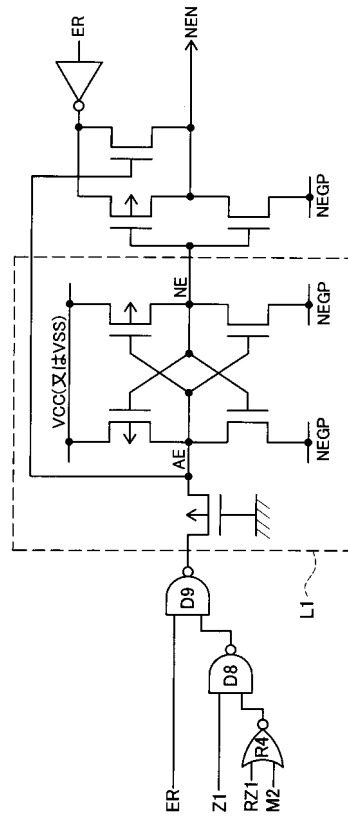 ER
Z1
RZ1
M2
R4
D8
D9
L1
VCC(又はVSS)
AE
NE
NEGP
NEGP
NEGP
ER
NEN